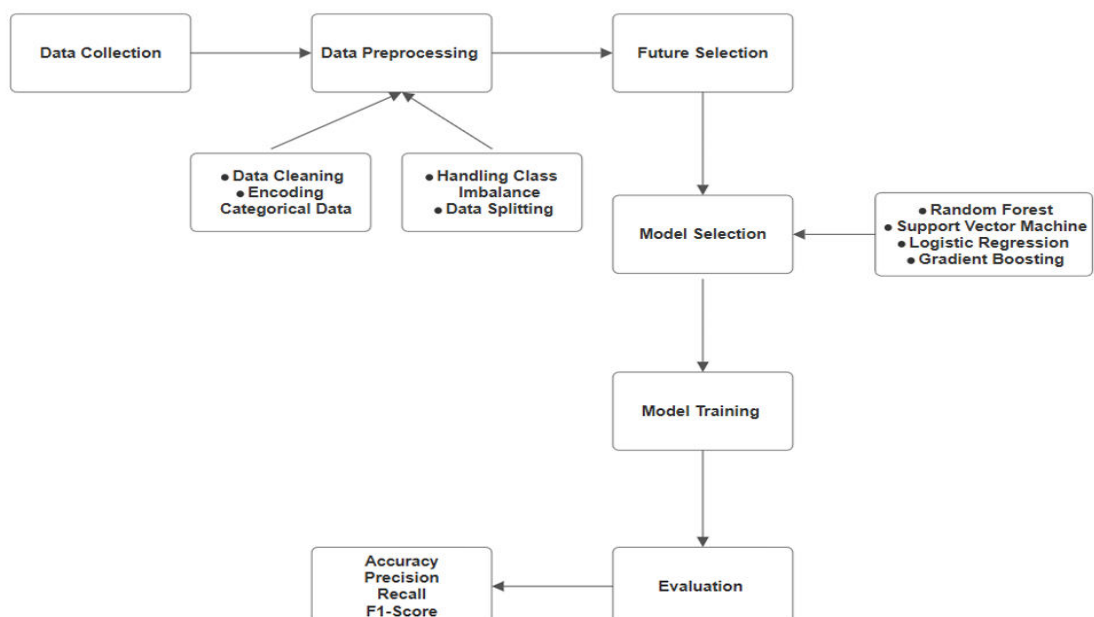 Data Collection
Data Preprocessing
Future Selection
● Data Cleaning
● Encoding
Categorical Data
● Handling Class
Imbalance
● Data Splitting
Model Selection
● Random Forest
● Support Vector Machine
● Logistic Regression
● Gradient Boosting
Model Training
Evaluation
Accuracy
Precision
Recall
F1-Score